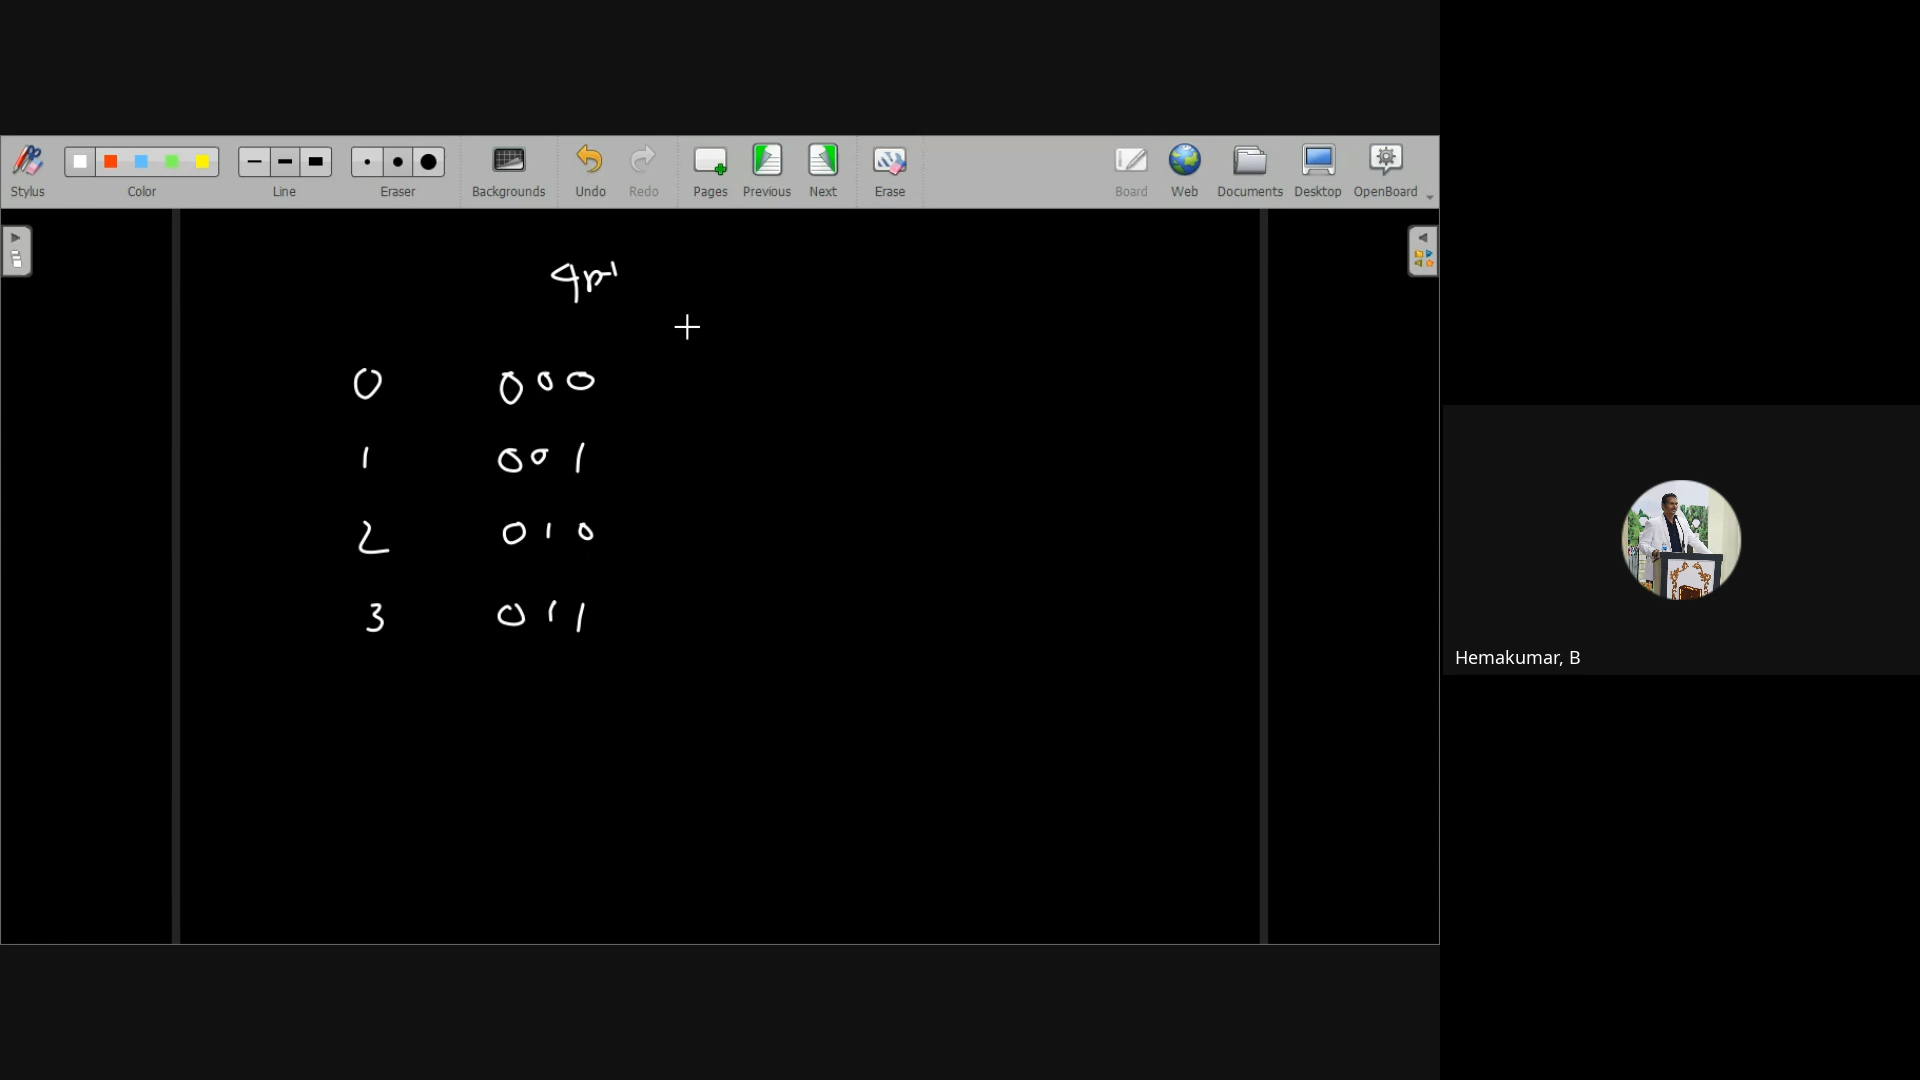 Stylus Color Line Eraser Backgrounds Undo Redo Pages Previous Next Erase Board Web Documents Desktop OpenBoard
0 000
1 001
2 010
3 011
Hemakumar, B